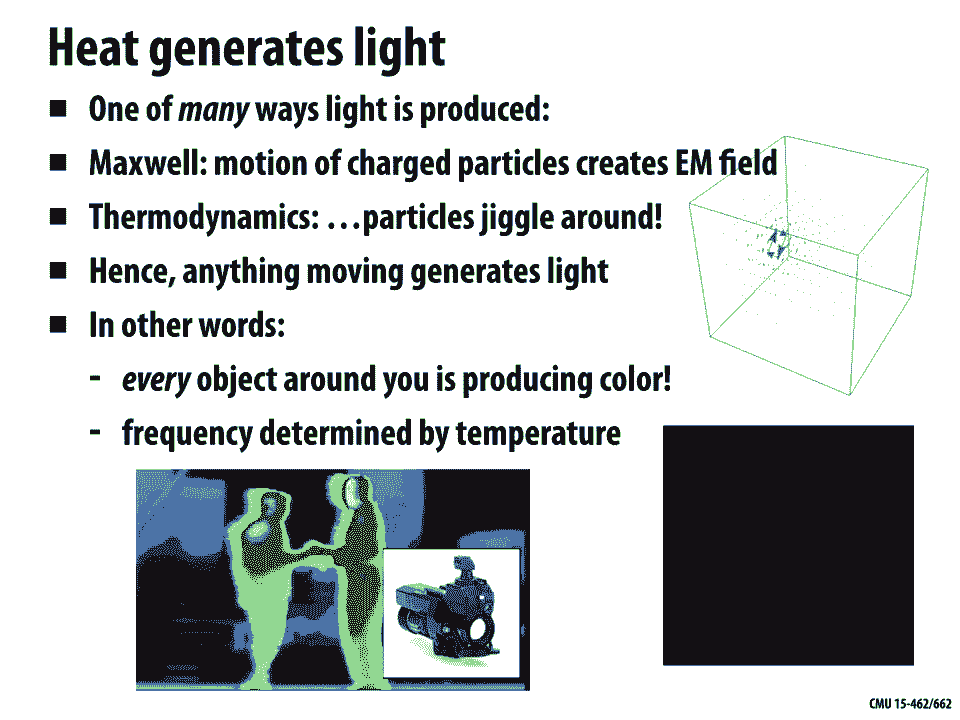 Heat generates light
■ One of many ways light is produced:
■ Maxwell: motion of charged particles creates EM field
■ Thermodynamics: …particles jiggle around!
■ Hence, anything moving generates light
■ In other words:
- every object around you is producing color!
- frequency determined by temperature
CMU 15-462/662